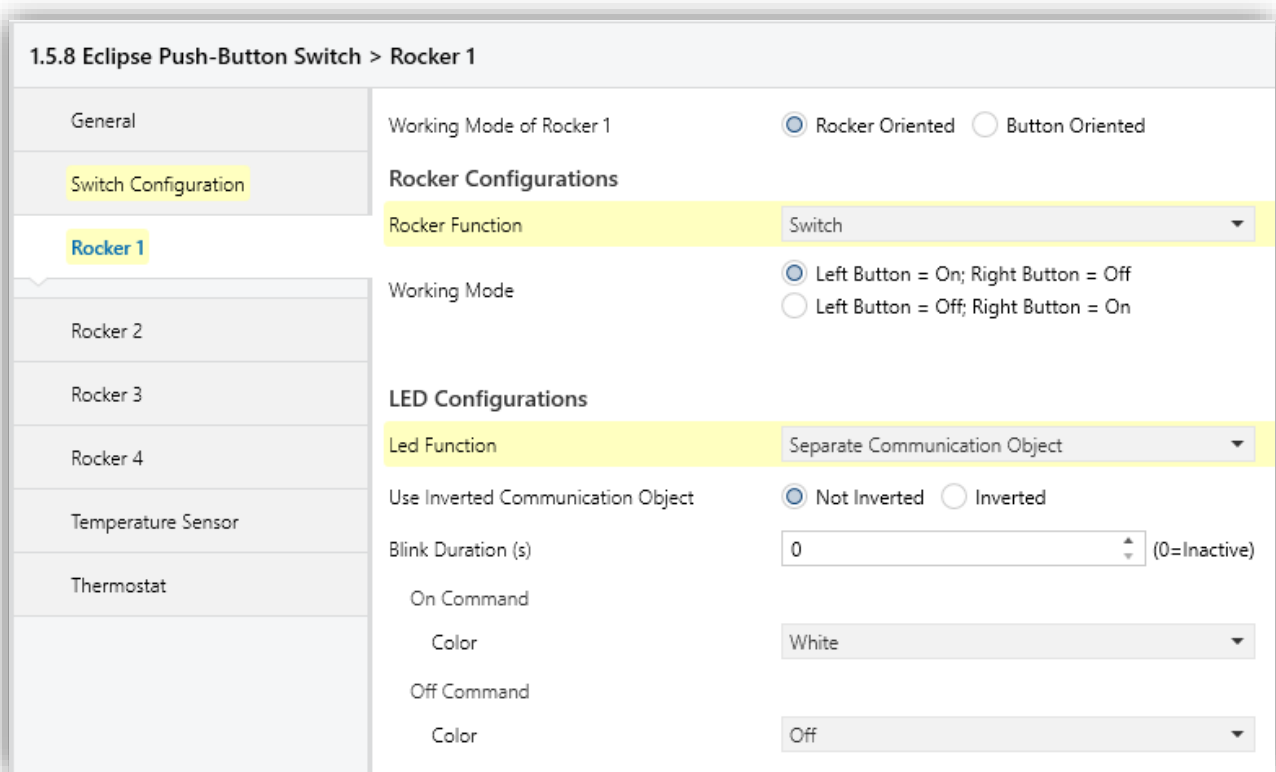 1.5.8 Eclipse Push-Button Switch > Rocker 1
General
Switch Configuration
Rocker 1
Rocker 2
Rocker 3
Rocker 4
Temperature Sensor
Thermostat
Working Mode of Rocker 1 Rocker Oriented Button Oriented
Rocker Configurations
Rocker Function Switch
Working Mode Left Button = On; Right Button = Off
Left Button = Off; Right Button = On
LED Configurations
Led Function Separate Communication Object
Use Inverted Communication Object Not Inverted Inverted
Blink Duration (s) 0 (0=Inactive)
On Command
Color White
Off Command
Color Off